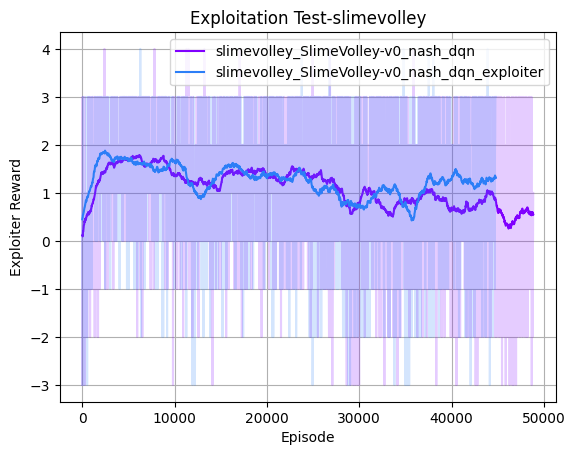 Exploitation Test-slimevolley
slimevolley_SlimeVolley-v0_nash_dqn
slimevolley_SlimeVolley-v0_nash_dqn_exploiter
Exploiter Reward
4
3
2
1
0
−1
−2
−3
0 10000 20000 30000 40000 50000
Episode